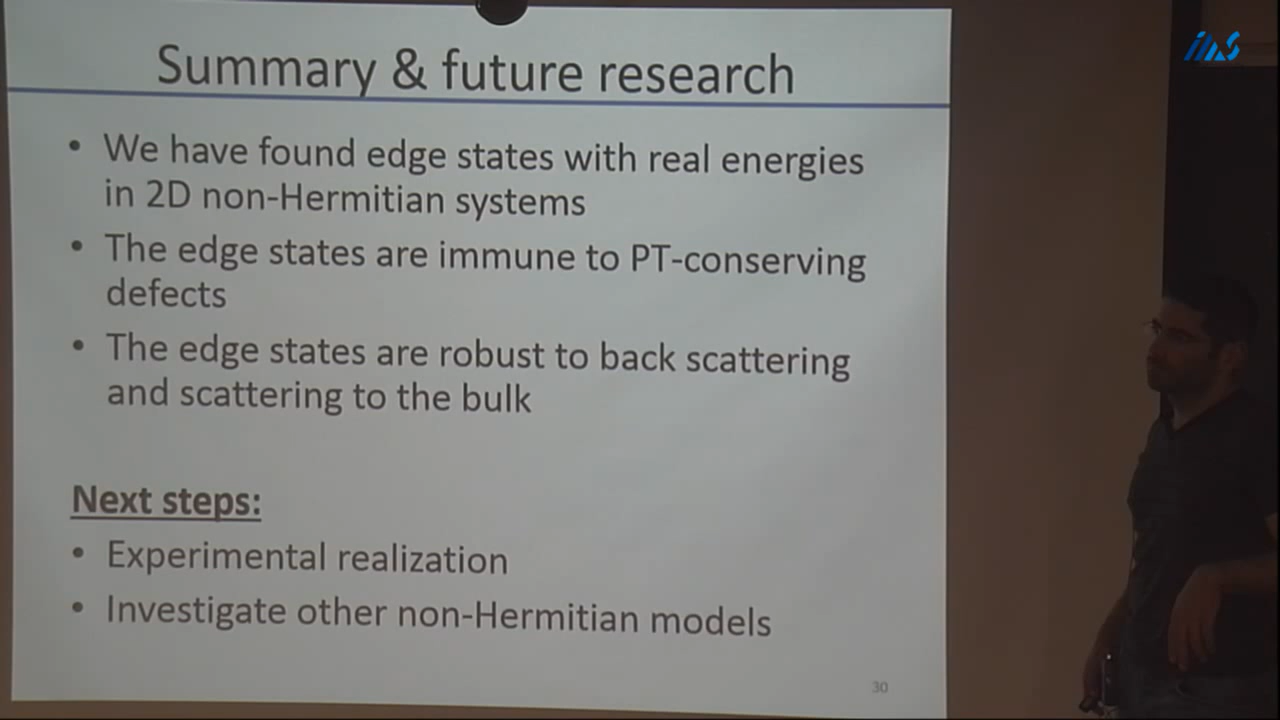 Summary & future research
• We have found edge states with real energies
in 2D non-Hermitian systems
• The edge states are immune to PT-conserving
defects
• The edge states are robust to back scattering
and scattering to the bulk
Next steps:
• Experimental realization
• Investigate other non-Hermitian models
30